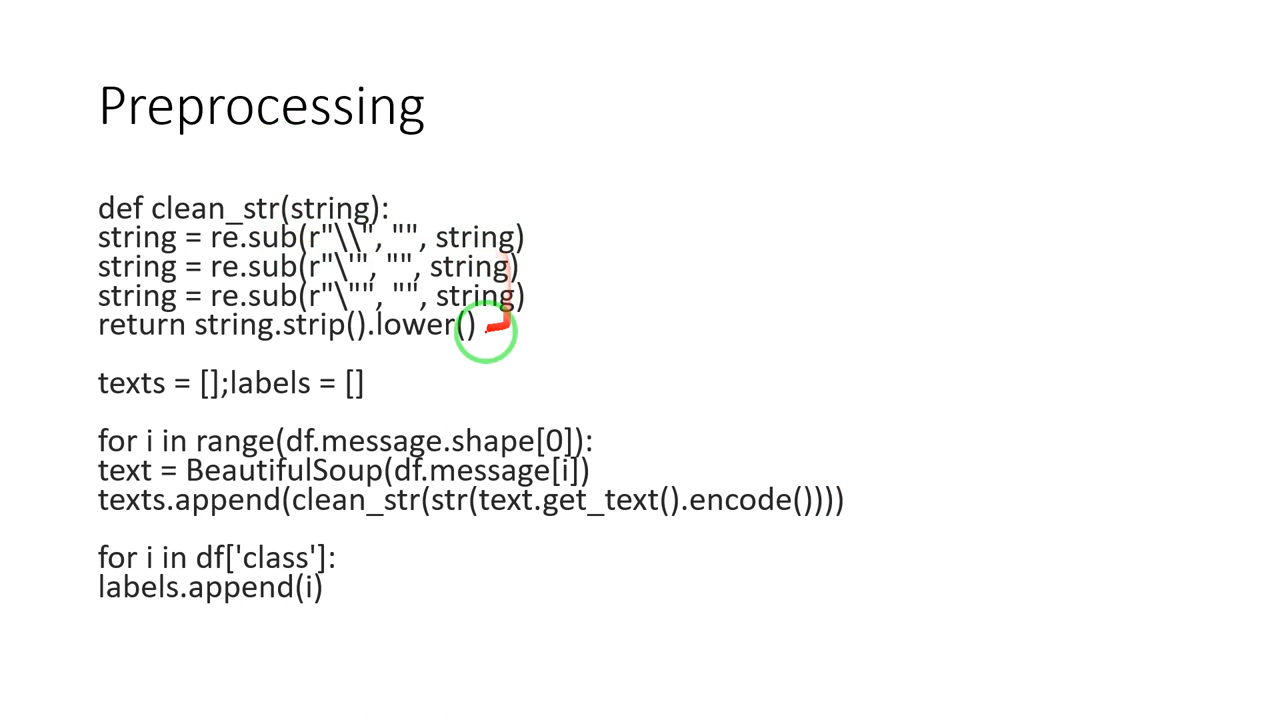 Preprocessing
def clean_str(string):
string = re.sub(r"\\", "", string)
string = re.sub(r"\'", "", string)
string = re.sub(r"\"", "", string)
return string.strip().lower()
texts = [];labels = []
for i in range(df.message.shape[0]):
text = BeautifulSoup(df.message[i])
texts.append(clean_str(str(text.get_text().encode())))
for i in df['class']:
labels.append(i)